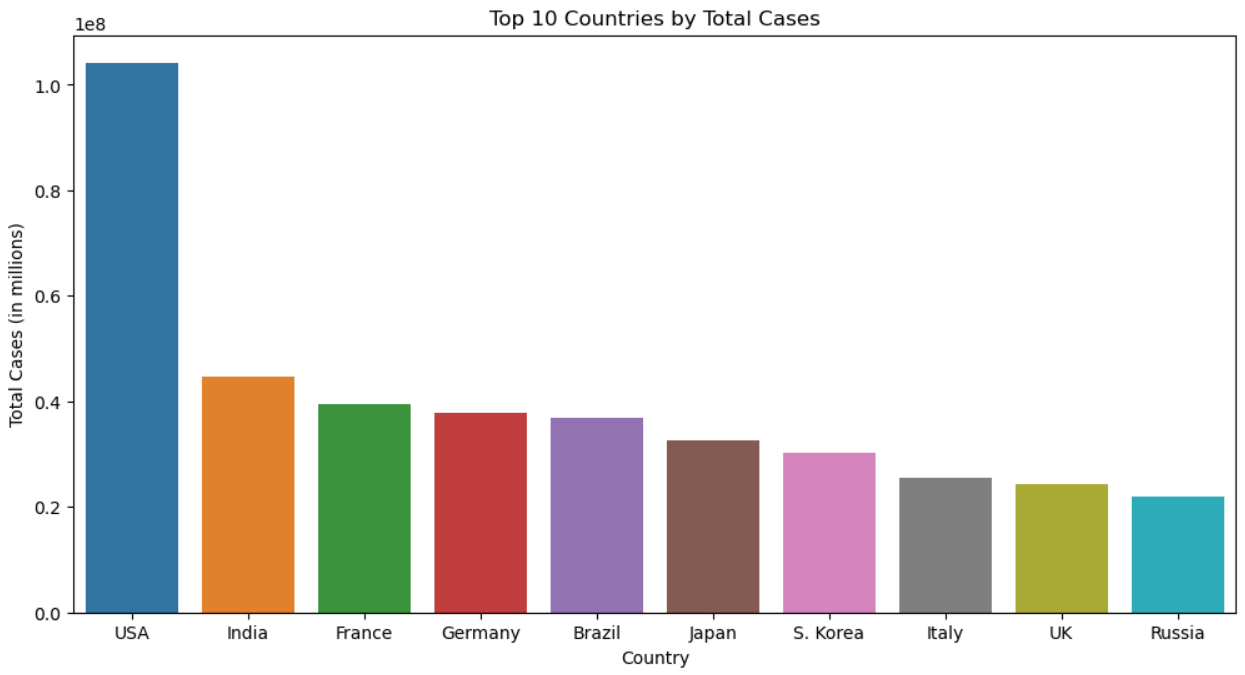 Top 10 Countries by Total Cases
1e8
Total Cases (in millions)
1.0
0.8
0.6
0.4
0.2
0.0
USA India France Germany Brazil Japan S. Korea Italy UK Russia
Country